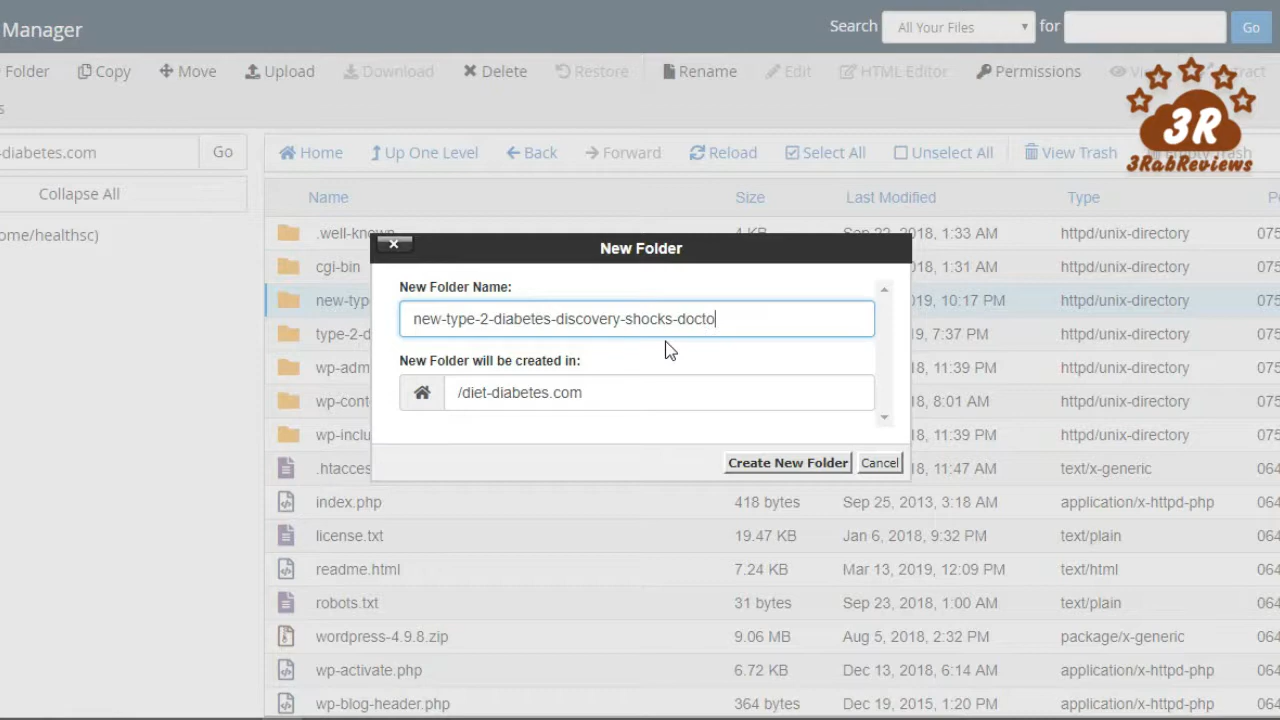 Manager
Search All Your Files for Go
Folder Copy Move Upload Download Delete Restore Rename Edit HTML Editor Permissions
s
3R
3RabReviews
-diabetes.com Go Home Up One Level Back Forward Reload Select All Unselect All View Trash Empty Trash
Collapse All
Name Size Last Modified Type
ome/healthsc)
.well-known 4 KB Sep 22, 2018, 1:33 AM httpd/unix-directory 075
cgi-bin 2018, 1:31 AM httpd/unix-directory 075
new-typ 2019, 10:17 PM httpd/unix-directory 075
type-2-d 7:37 PM httpd/unix-directory 075
wp-adm 11:39 PM httpd/unix-directory 075
wp-cont 8:01 AM httpd/unix-directory 075
wp-inclu 11:39 PM httpd/unix-directory 075
.htacces 11:47 AM text/x-generic 064
New Folder
New Folder Name:
new-type-2-diabetes-discovery-shocks-docto
New Folder will be created in:
/diet-diabetes.com
Create New Folder Cancel
index.php 418 bytes Sep 25, 2013, 3:18 AM application/x-httpd-php 064
license.txt 19.47 KB Jan 6, 2018, 9:32 PM text/plain 064
readme.html 7.24 KB Mar 13, 2019, 12:09 PM text/html 064
robots.txt 31 bytes Sep 23, 2018, 1:00 AM text/plain 064
wordpress-4.9.8.zip 9.06 MB Aug 5, 2018, 2:32 PM package/x-generic 064
wp-activate.php 6.72 KB Dec 13, 2018, 6:14 AM application/x-httpd-php 064
wp-blog-header.php 364 bytes Dec 19, 2015, 1:20 PM application/x-httpd-php 064